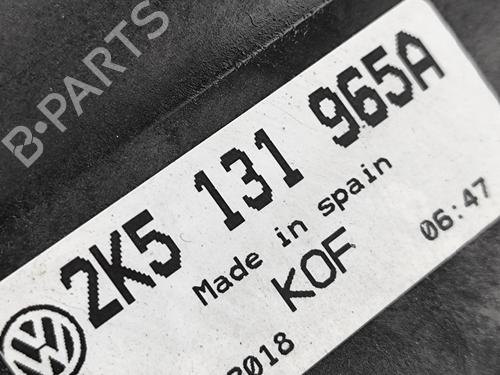 B·PARTS
2K5 131 965A
Made in spain
KOF 06:47
2018